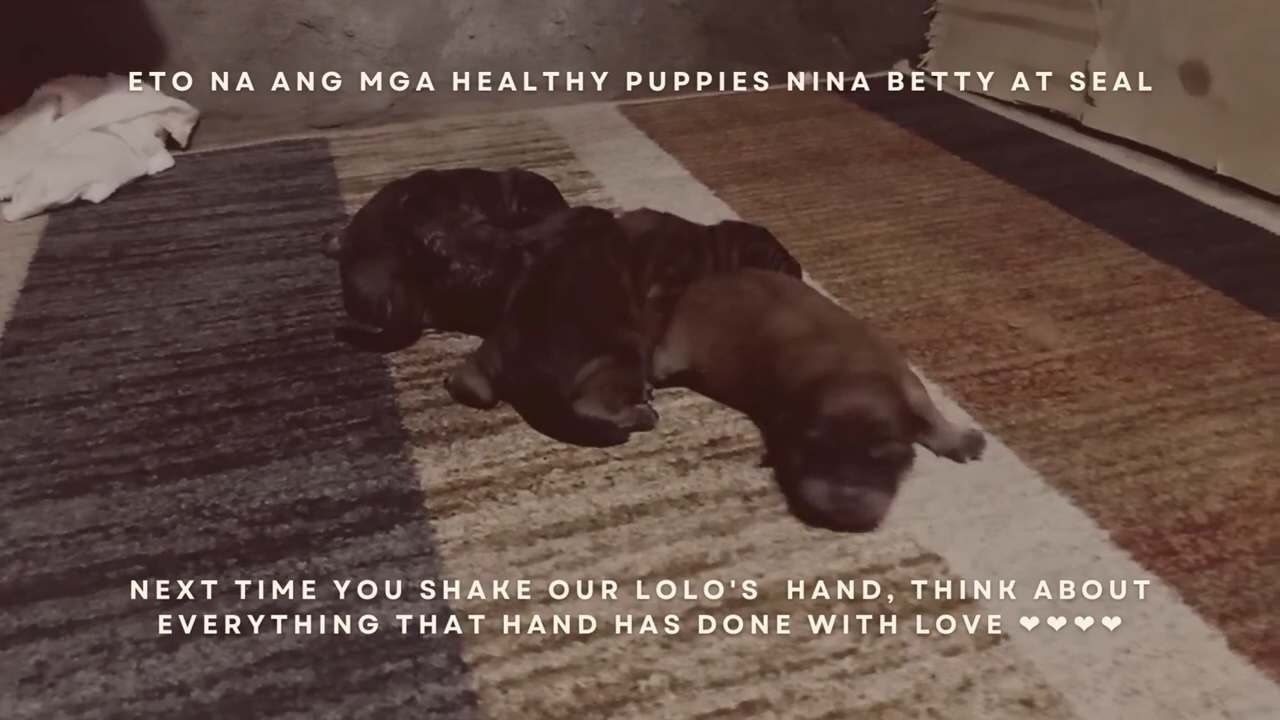 ETO NA ANG MGA HEALTHY PUPPIES NINA BETTY AT SEAL
NEXT TIME YOU SHAKE OUR LOLO'S  HAND, THINK ABOUT
EVERYTHING THAT HAND HAS DONE WITH LOVE ❤❤❤❤